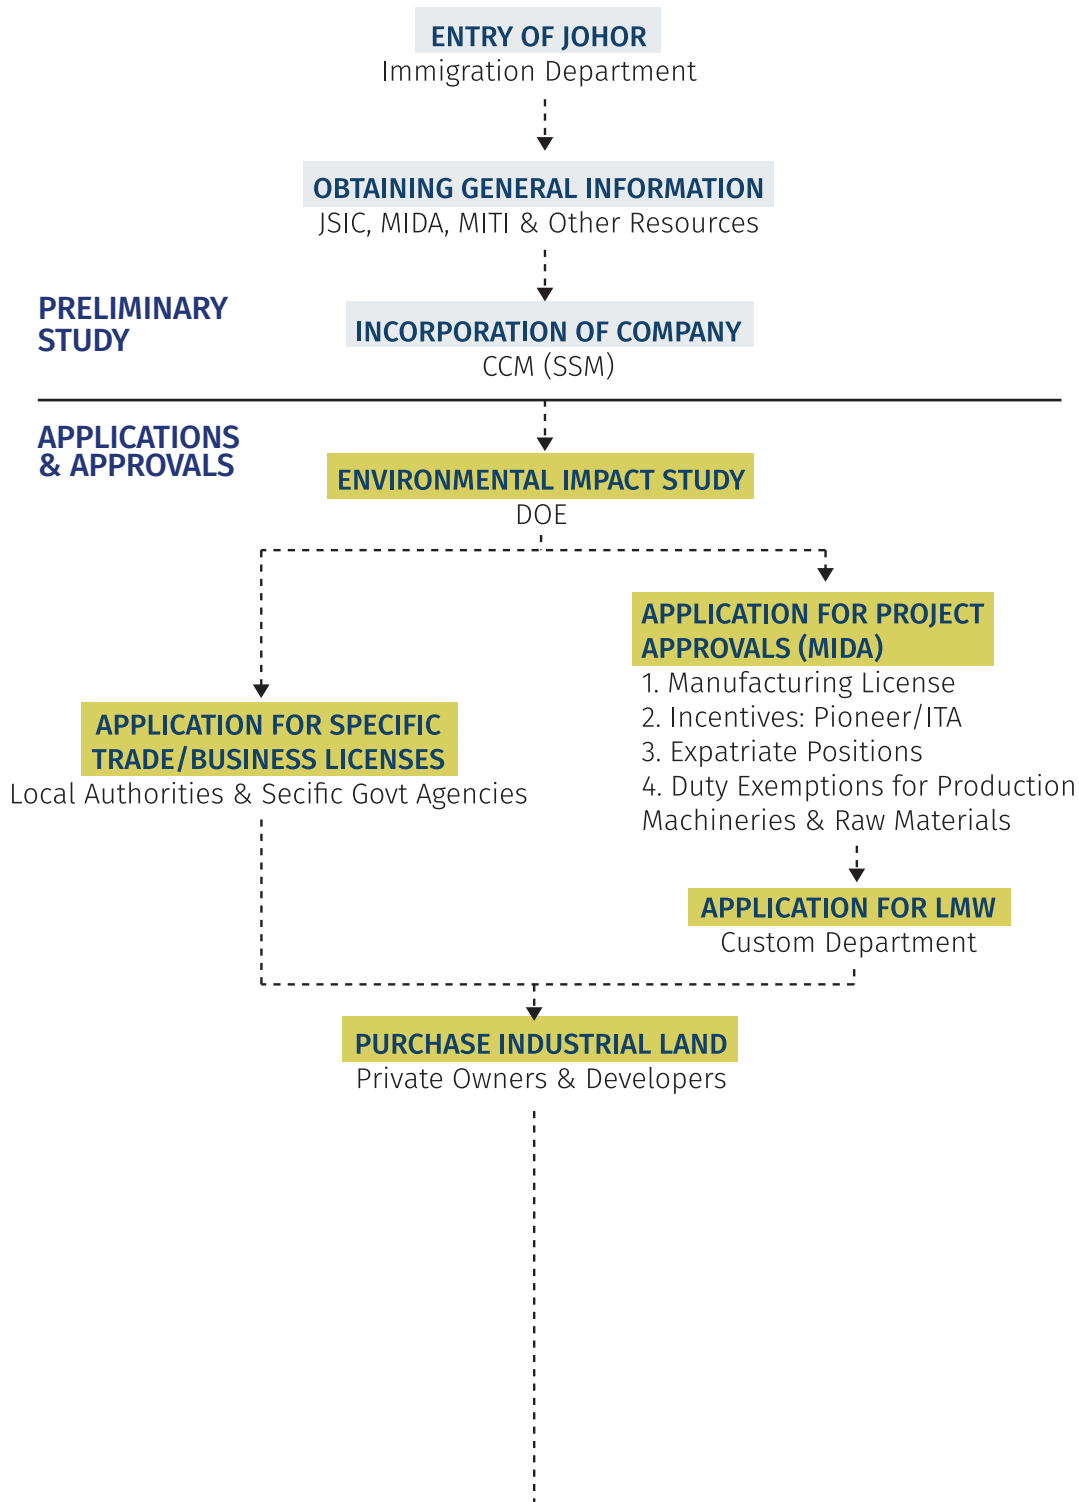 ENTRY OF JOHOR
Immigration Department
OBTAINING GENERAL INFORMATION
JSIC, MIDA, MITI & Other Resources
PRELIMINARY
STUDY
INCORPORATION OF COMPANY
CCM (SSM)
APPLICATIONS
& APPROVALS
ENVIRONMENTAL IMPACT STUDY
DOE
APPLICATION FOR PROJECT
APPROVALS (MIDA)
1. Manufacturing License
2. Incentives: Pioneer/ITA
3. Expatriate Positions
4. Duty Exemptions for Production
Machineries & Raw Materials
APPLICATION FOR SPECIFIC
TRADE/BUSINESS LICENSES
Local Authorities & Secific Govt Agencies
APPLICATION FOR LMW
Custom Department
PURCHASE INDUSTRIAL LAND
Private Owners & Developers